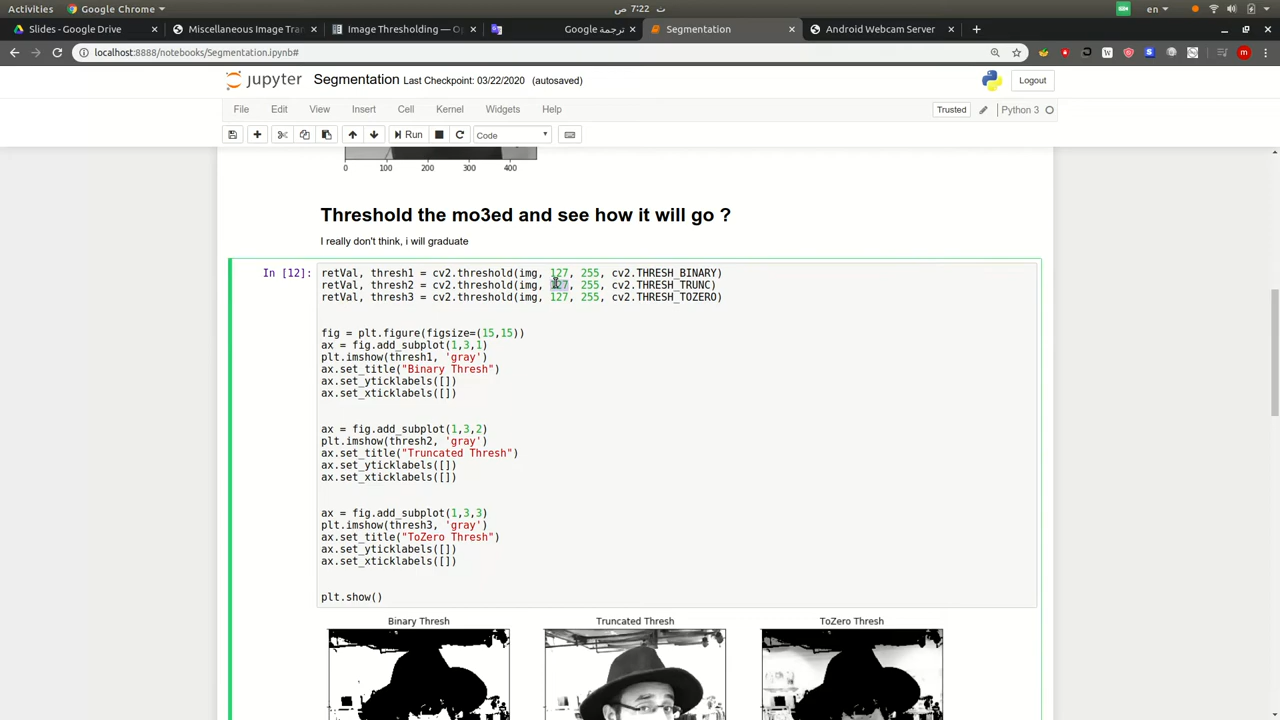 Activities
Google Chrome
ت 7:22 ص
en
Slides - Google Drive
Miscellaneous Image Tra
Image Thresholding — O
ترجمة Google
Segmentation
Android Webcam Server
localhost:8888/notebooks/Segmentation.ipynb#
jupyter
Segmentation Last Checkpoint: 03/22/2020 (autosaved)
Logout
File Edit View Insert Cell Kernel Widgets Help
Trusted
Python 3
Run
Code
0 100 200 300 400
Threshold the mo3ed and see how it will go ?
I really don't think, i will graduate
In [12]:
retVal, thresh1 = cv2.threshold(img, 127, 255, cv2.THRESH_BINARY)
retVal, thresh2 = cv2.threshold(img, 127, 255, cv2.THRESH_TRUNC)
retVal, thresh3 = cv2.threshold(img, 127, 255, cv2.THRESH_TOZERO)
fig = plt.figure(figsize=(15,15))
ax = fig.add_subplot(1,3,1)
plt.imshow(thresh1, 'gray')
ax.set_title("Binary Thresh")
ax.set_yticklabels([])
ax.set_xticklabels([])
ax = fig.add_subplot(1,3,2)
plt.imshow(thresh2, 'gray')
ax.set_title("Truncated Thresh")
ax.set_yticklabels([])
ax.set_xticklabels([])
ax = fig.add_subplot(1,3,3)
plt.imshow(thresh3, 'gray')
ax.set_title("ToZero Thresh")
ax.set_yticklabels([])
ax.set_xticklabels([])
plt.show()
Binary Thresh
Truncated Thresh
ToZero Thresh